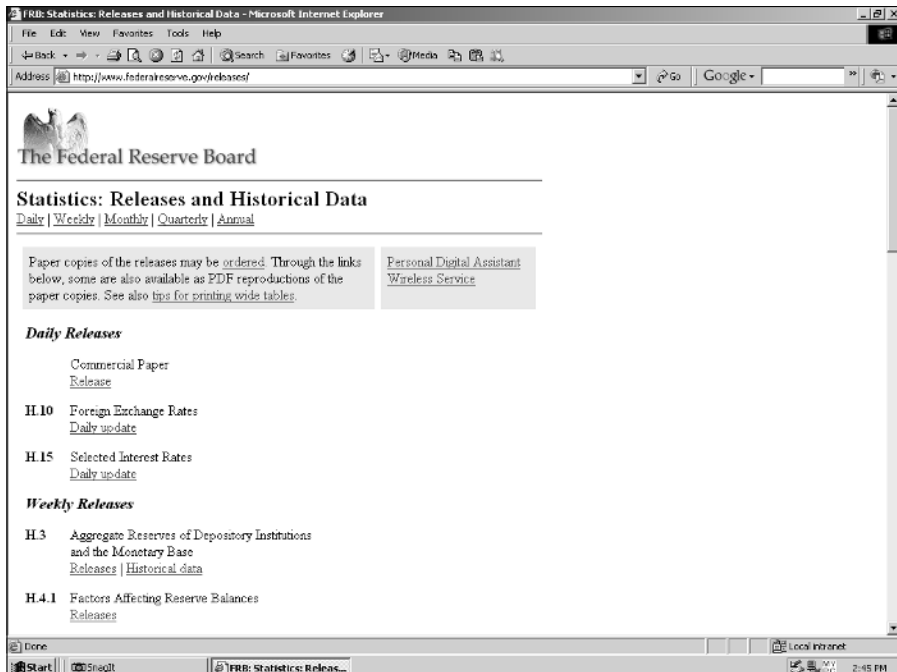 FRB: Statistics: Releases and Historical Data - Microsoft Internet Explorer
File Edit View Favorites Tools Help
Back Search Favorites Media
Address http://www.federalreserve.gov/releases/ Go Google
The Federal Reserve Board
Statistics: Releases and Historical Data
Daily | Weekly | Monthly | Quarterly | Annual
Paper copies of the releases may be ordered. Through the links
below, some are also available as PDF reproductions of the
paper copies. See also tips for printing wide tables.
Personal Digital Assistant
Wireless Service
Daily Releases
Commercial Paper
Release
H.10 Foreign Exchange Rates
Daily update
H.15 Selected Interest Rates
Daily update
Weekly Releases
H.3 Aggregate Reserves of Depository Institutions
and the Monetary Base
Releases | Historical data
H.4.1 Factors Affecting Reserve Balances
Releases
Done Local intranet
Start SnagIt FRB: Statistics: Releas... 2:45 PM